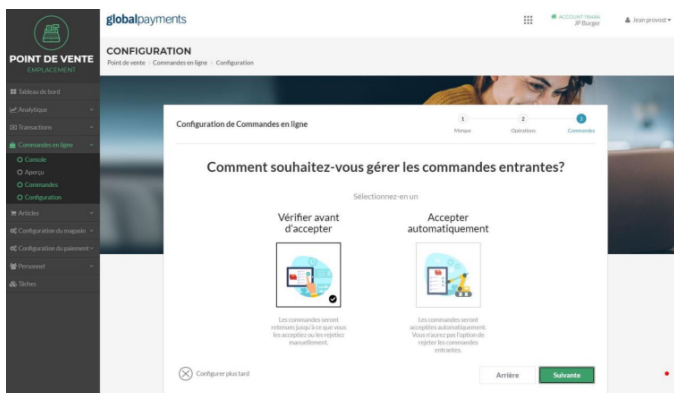 globalpayments
JP Burger
Jean provost
POINT DE VENTE
EMPLACEMENT
CONFIGURATION
Point de vente
Commandes en ligne
Configuration
Tableau de bord
Analytique
Transactions
Commandes en ligne
Console
Aperçu
Commandes
Configuration
Articles
Configuration du magasin
Configuration du paiement
Personnel
Tâches
Configuration de Commandes en ligne
1
2
3
Menus
Opérations
Commandes
Comment souhaitez-vous gérer les commandes entrantes?
Sélectionnez-en un
Vérifier avant
d'accepter
Accepter
automatiquement
Les commandes seront
retenues jusqu'à ce que vous
les acceptiez ou les rejetiez
manuellement.
Les commandes seront
acceptées automatiquement.
Vous n'aurez pas l'option de
rejeter les commandes
entrantes.
Configurer plus tard
Arrière
Suivante